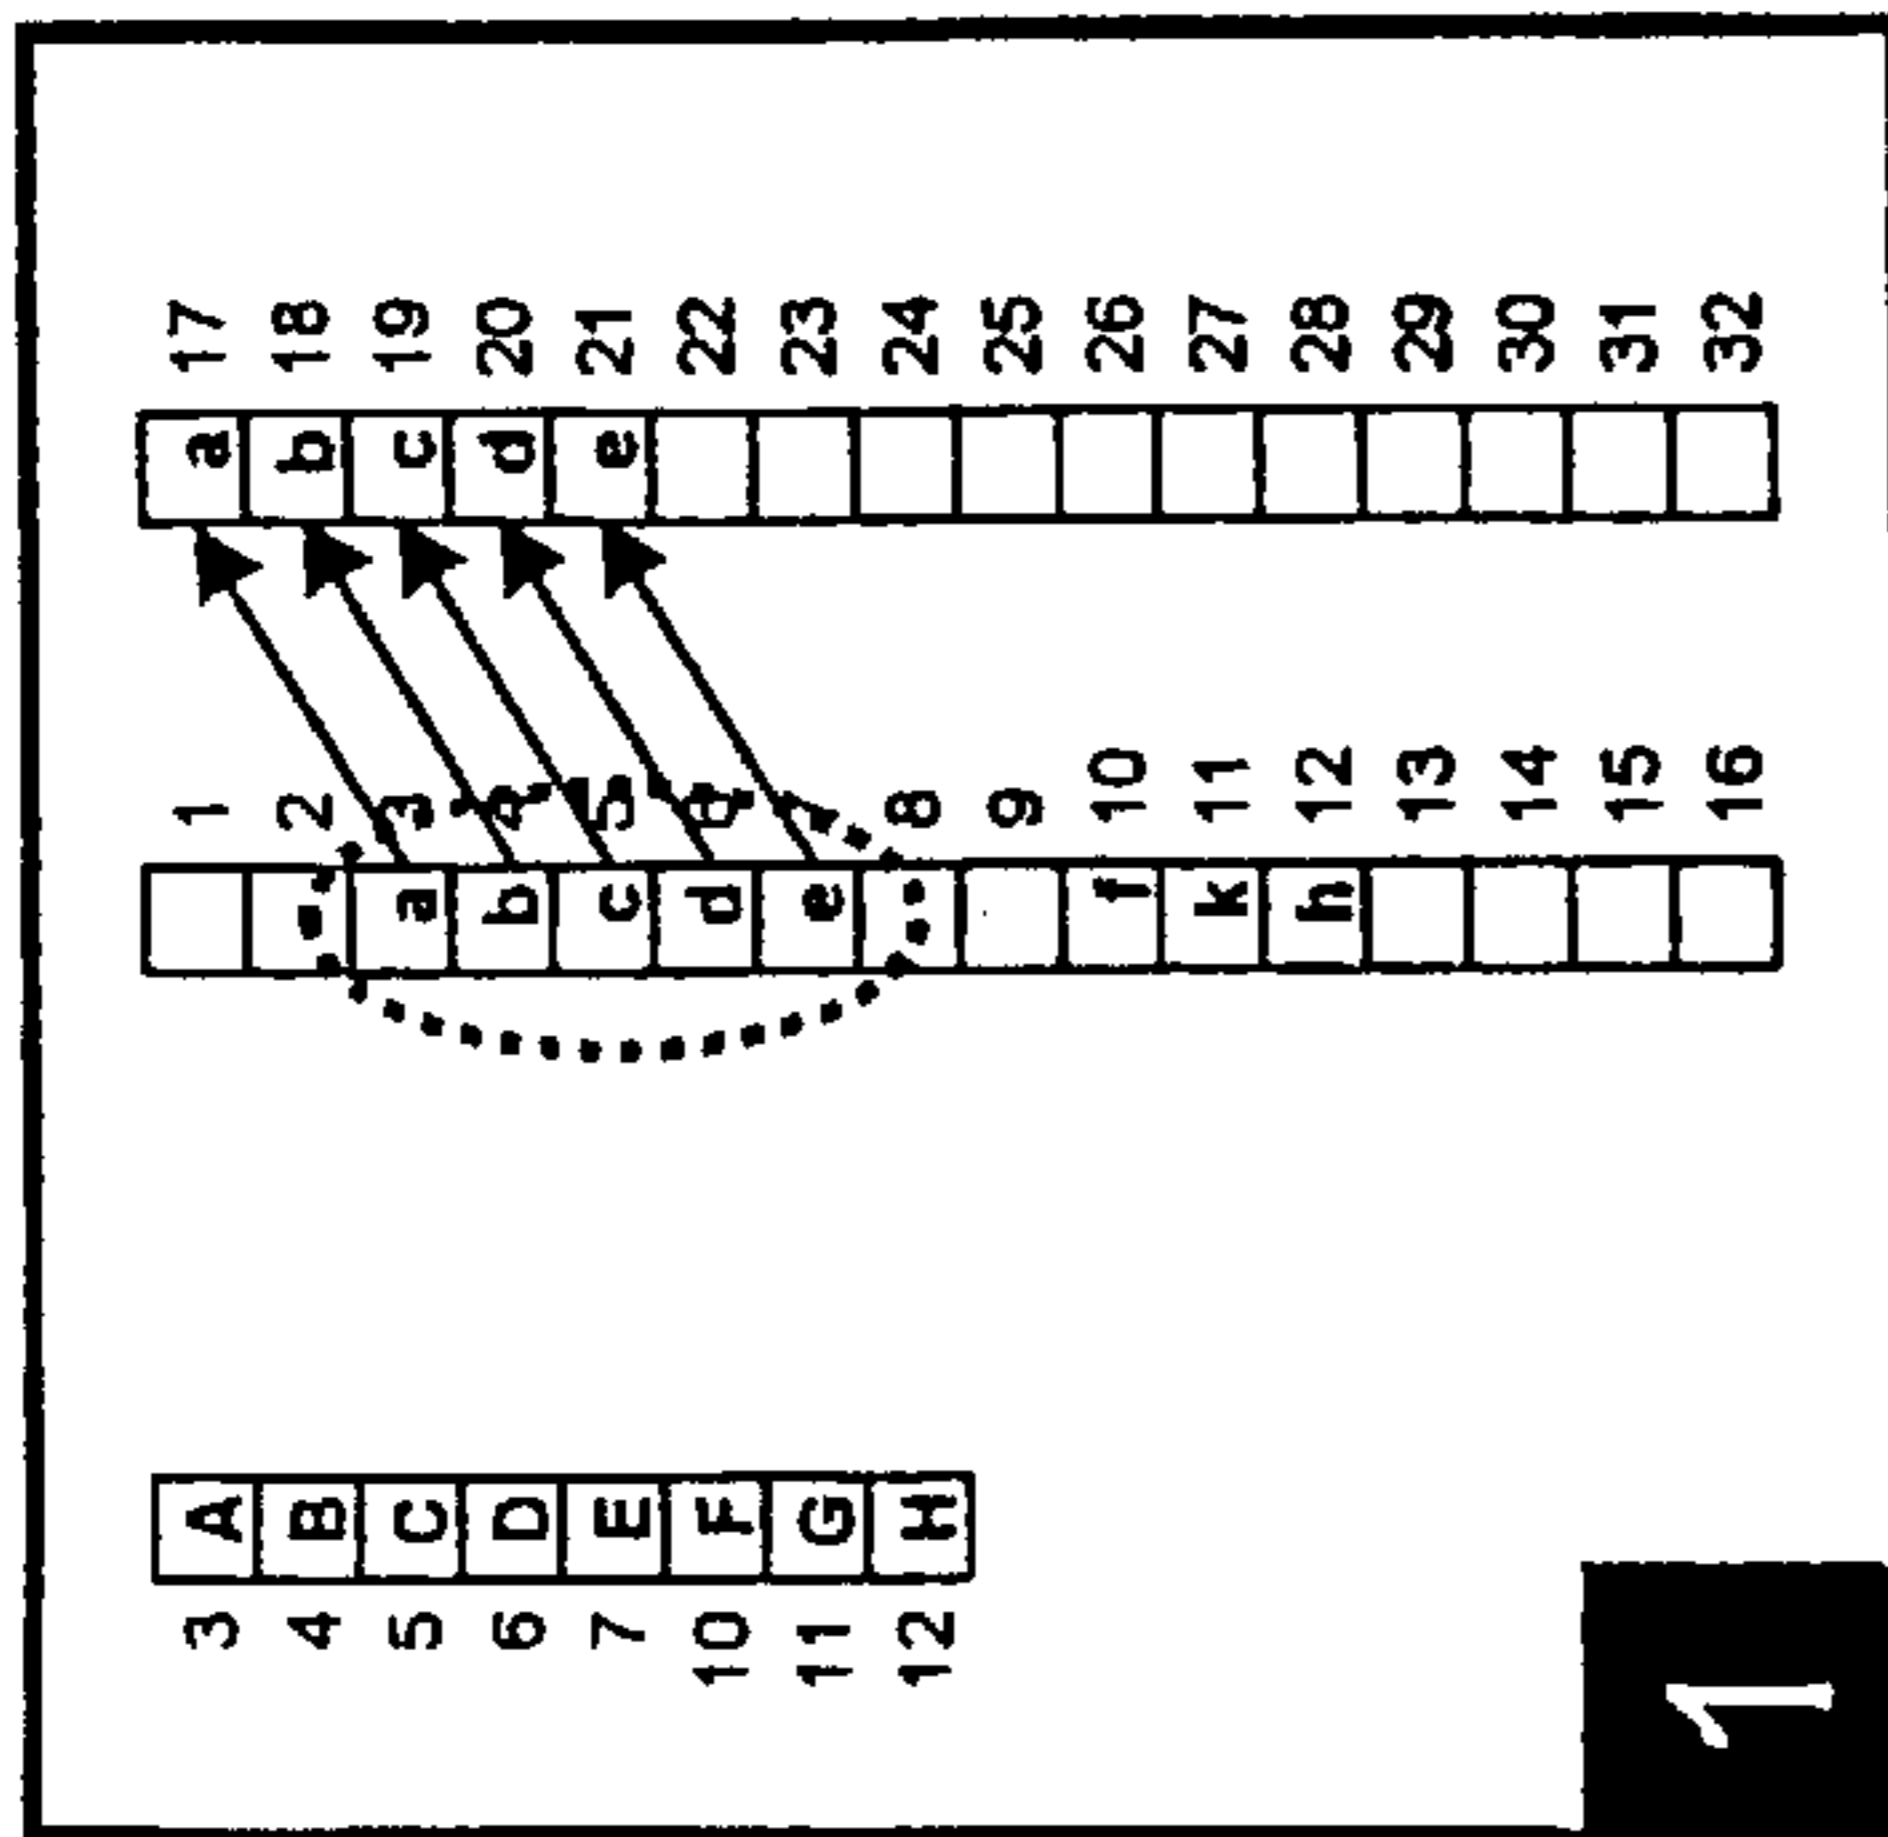 3 A 1 a 17
4 B 2 b 18
5 C a 3 c 19
6 D b 4 d 20
7 E c 5 e 21
10 F d 6 22
11 G e 7 23
12 H 8 24
9 25
f 10 26
k 11 27
h 12 28
13 29
14 30
15 31
16 32
1